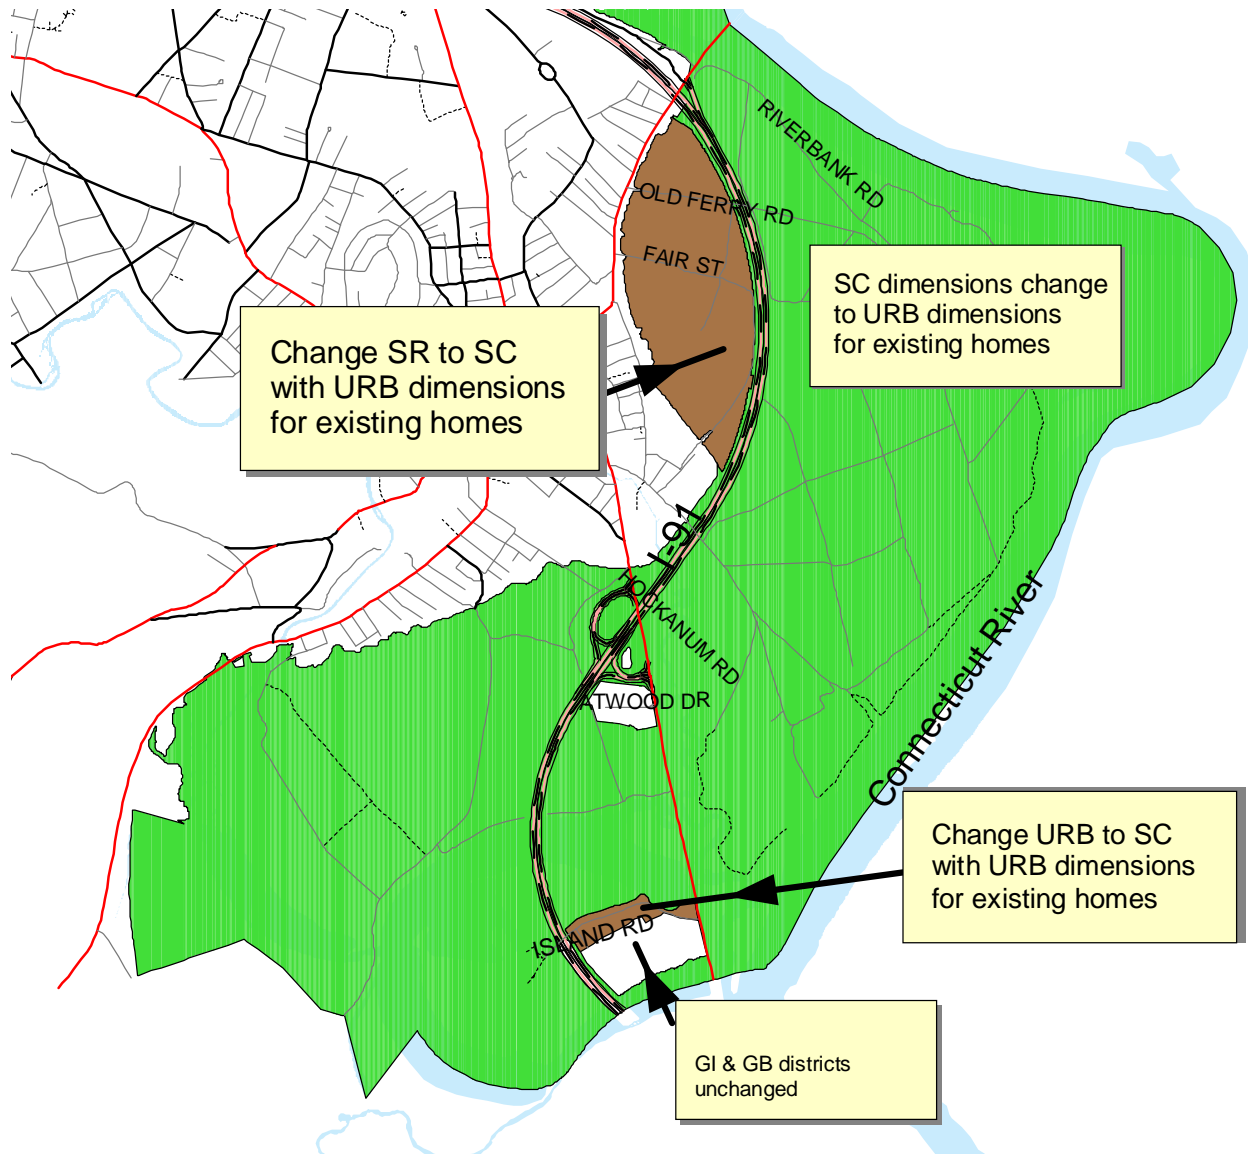 RIVERBANK RD
OLD FERRY RD
FAIR ST
SC dimensions change
to URB dimensions
for existing homes
Change SR to SC
with URB dimensions
for existing homes
I-91
HOCKANUM RD
ATWOOD DR
Connecticut River
Change URB to SC
with URB dimensions
for existing homes
ISLAND RD
GI & GB districts
unchanged